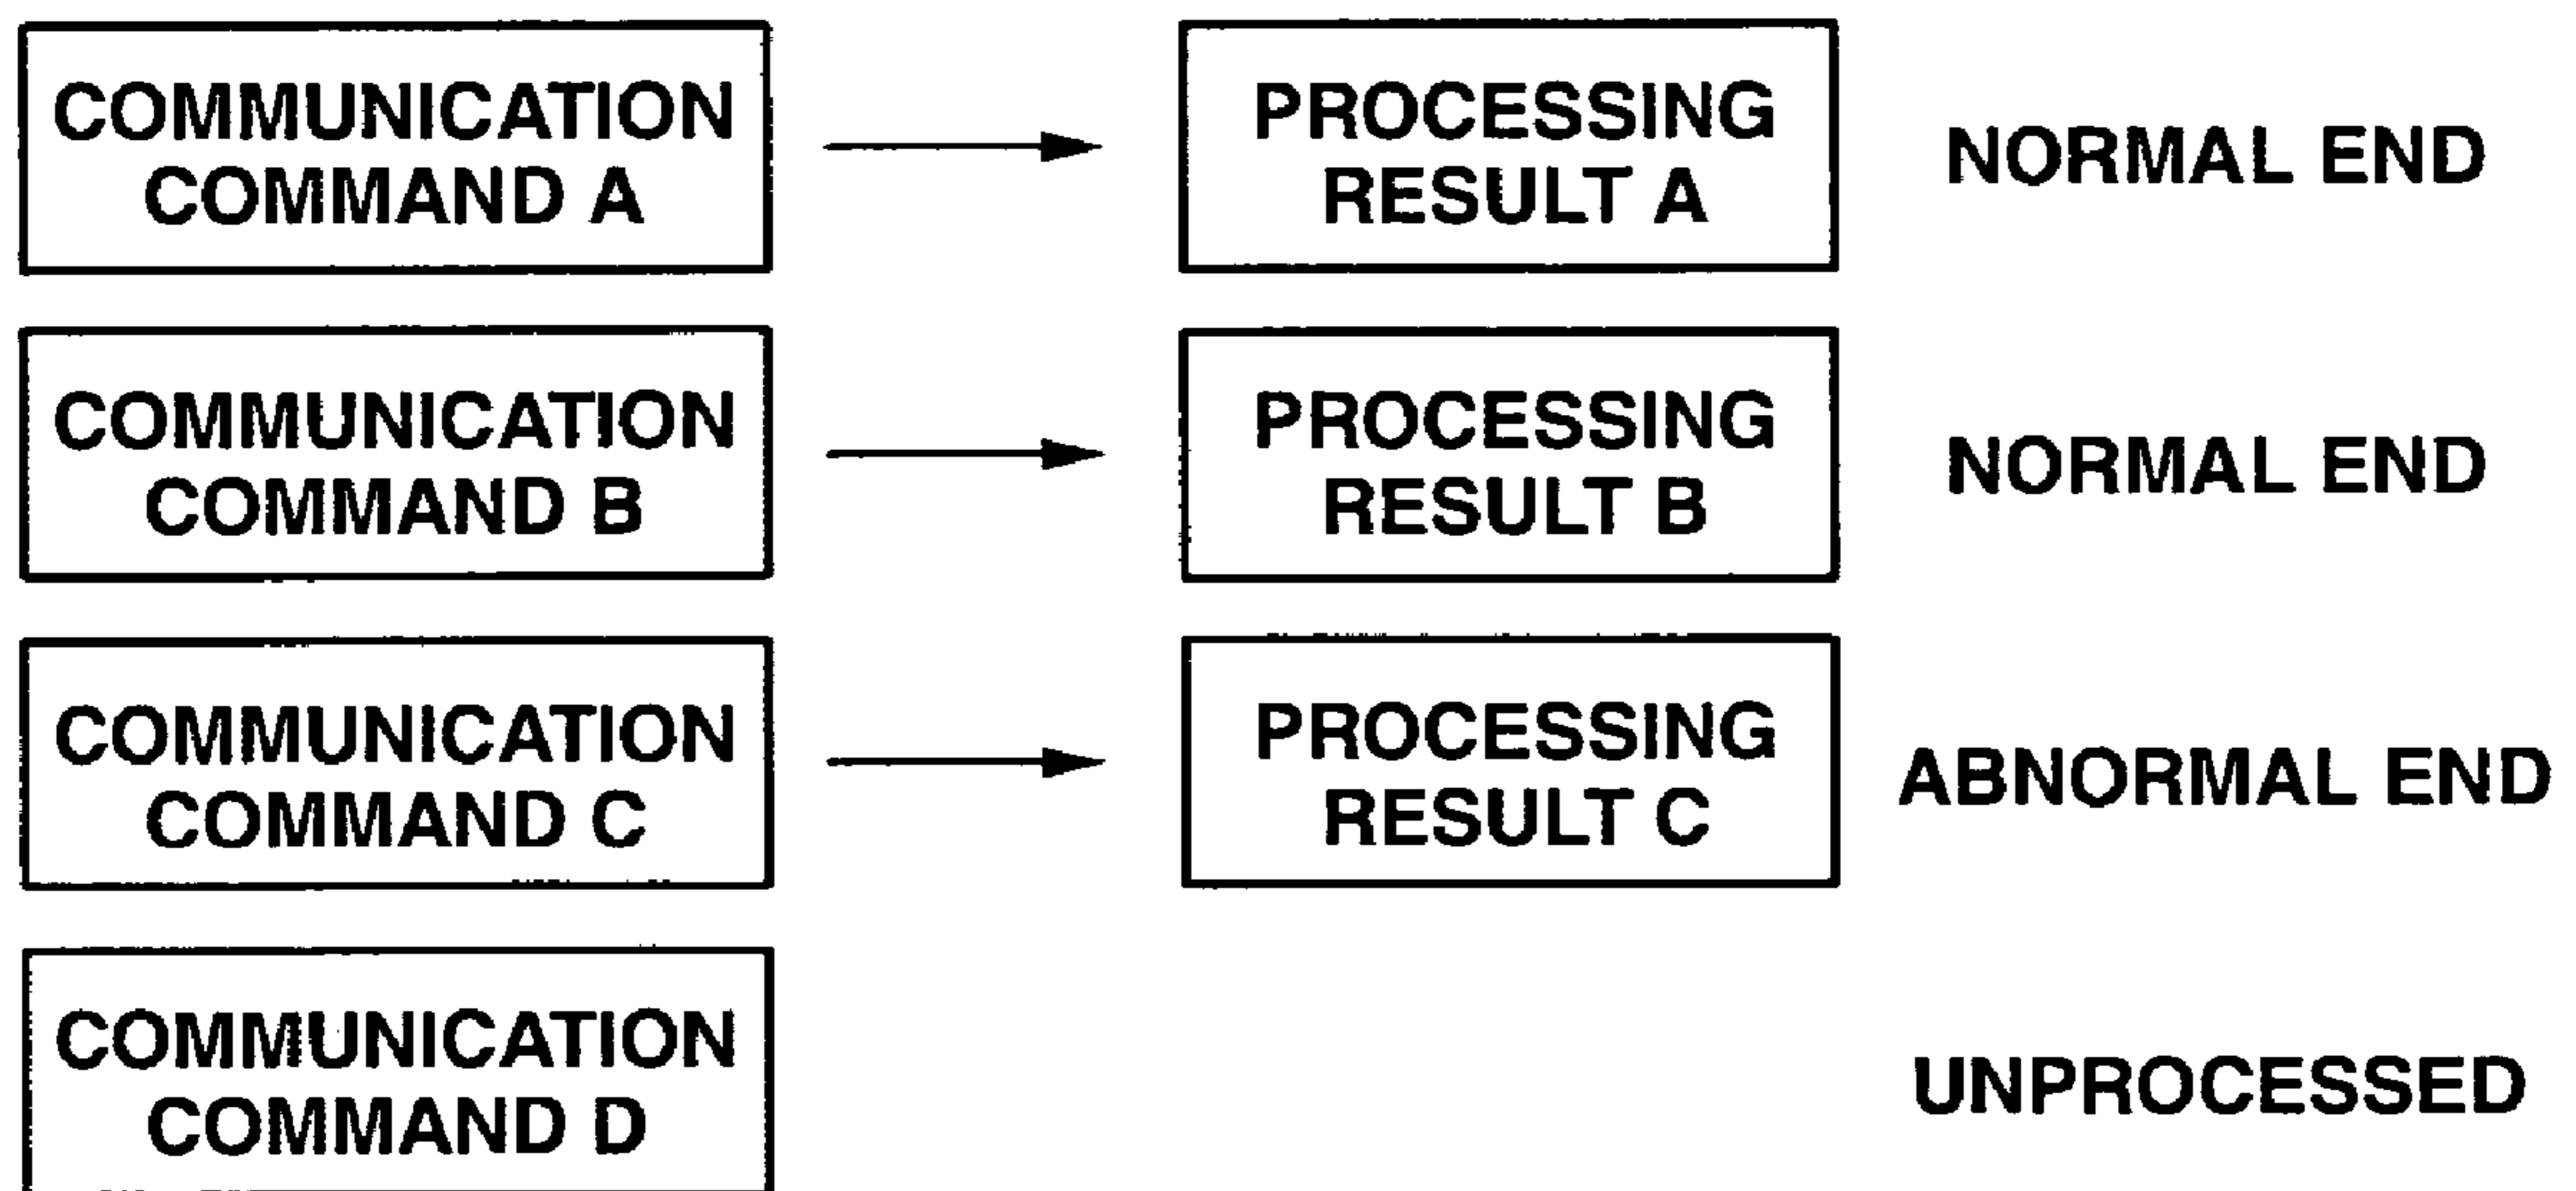 COMMUNICATION
COMMAND A
PROCESSING
RESULT A
NORMAL END
COMMUNICATION
COMMAND B
PROCESSING
RESULT B
NORMAL END
COMMUNICATION
COMMAND C
PROCESSING
RESULT C
ABNORMAL END
COMMUNICATION
COMMAND D
UNPROCESSED